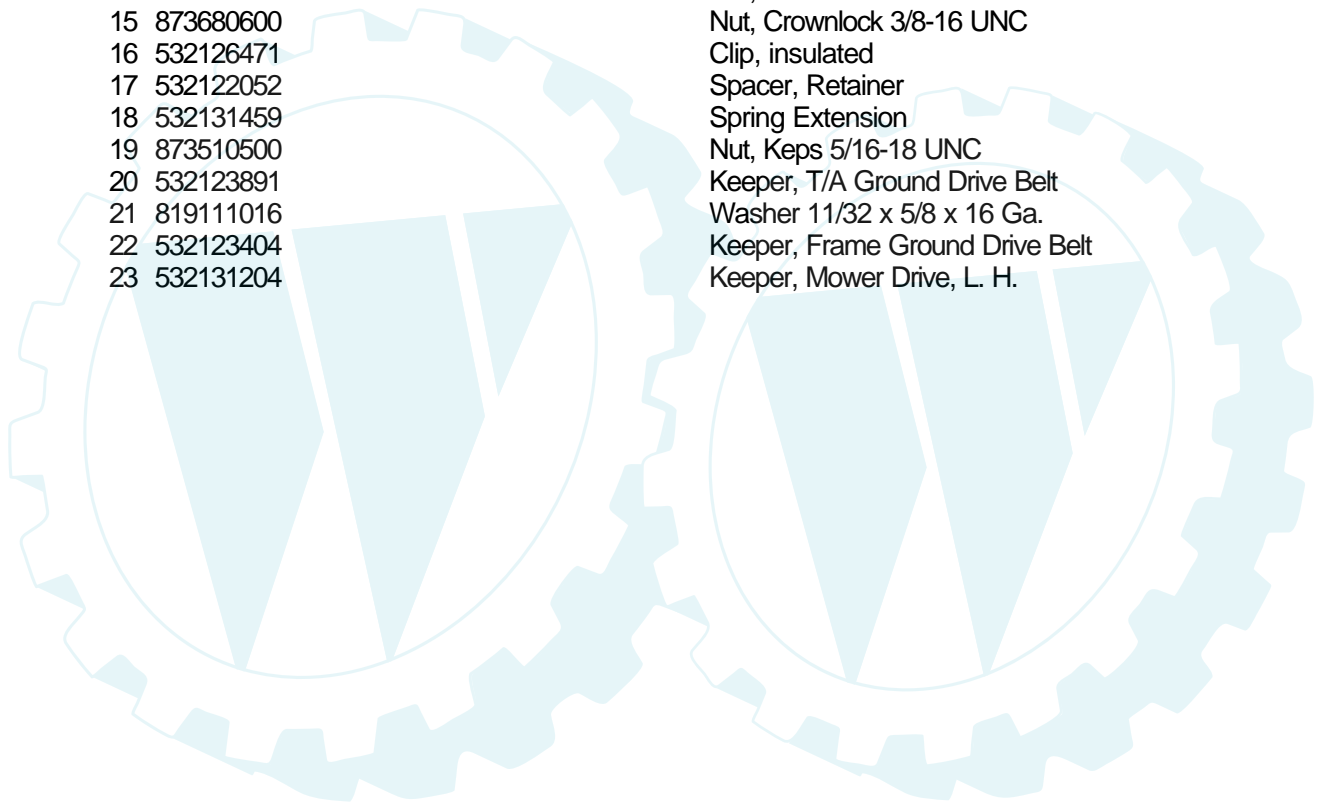 15 873680600 Nut, Crownlock 3/8-16 UNC
16 532126471 Clip, insulated
17 532122052 Spacer, Retainer
18 532131459 Spring Extension
19 873510500 Nut, Keps 5/16-18 UNC
20 532123891 Keeper, T/A Ground Drive Belt
21 819111016 Washer 11/32 x 5/8 x 16 Ga.
22 532123404 Keeper, Frame Ground Drive Belt
23 532131204 Keeper, Mower Drive, L. H.